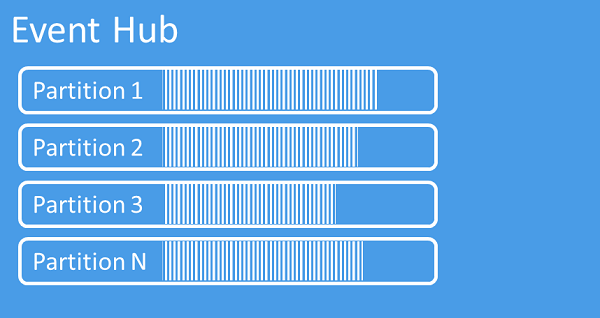 Event Hub
Partition 1
Partition 2
Partition 3
Partition N